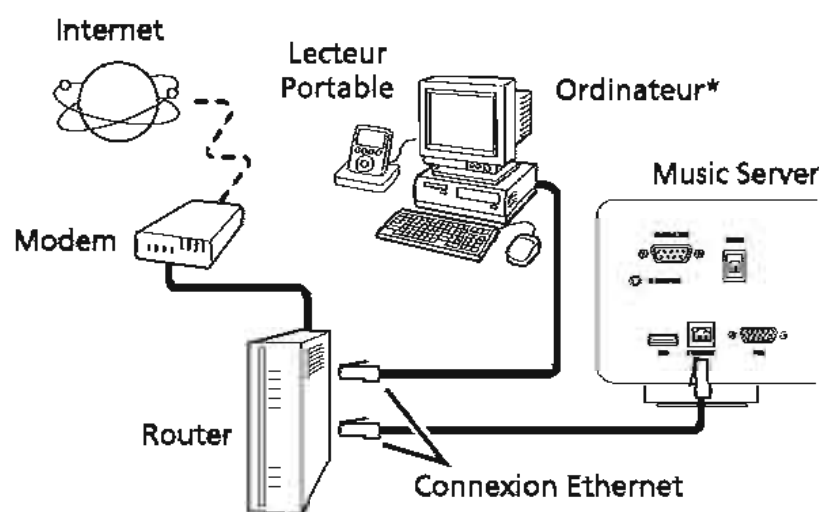 Internet
Lecteur
Portable
Ordinateur*
Music Server
Modem
Router
Connexion Ethernet